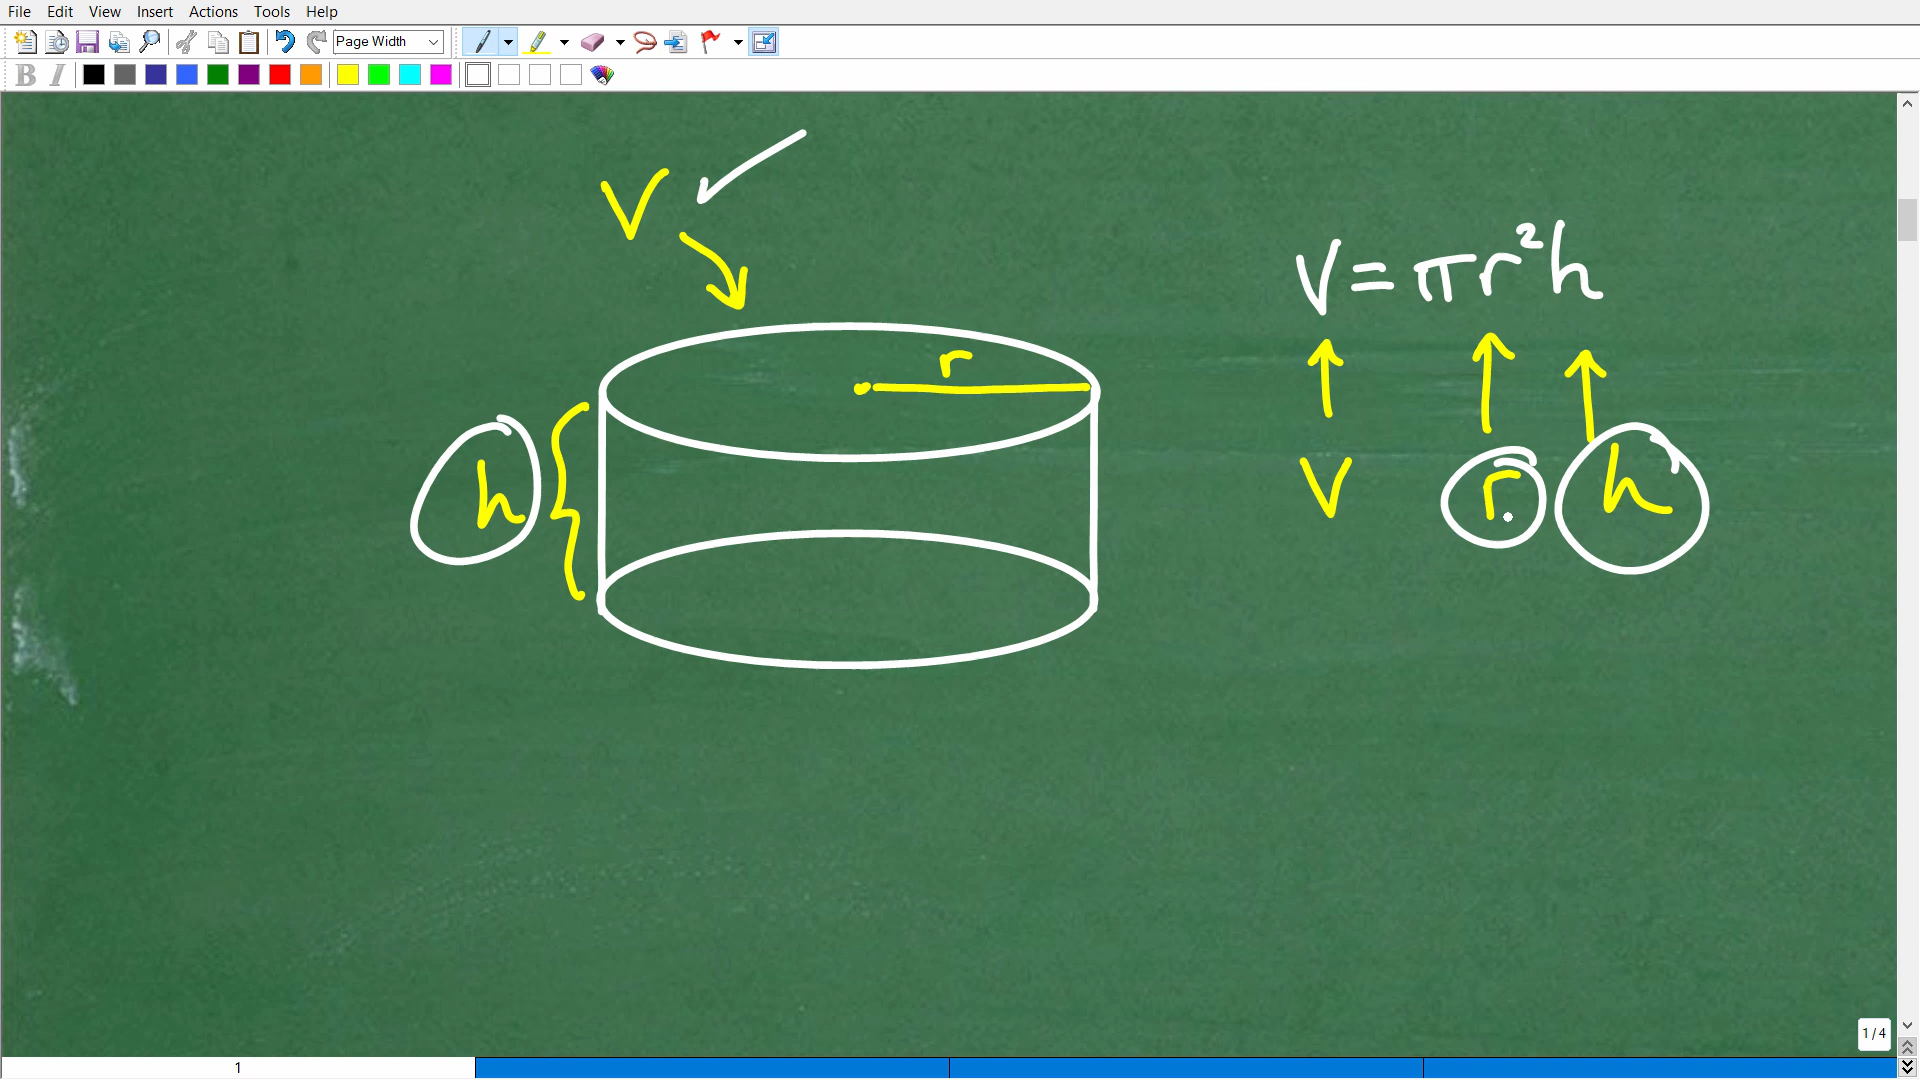 File Edit View Insert Actions Tools Help
Page Width
B I
V
V = πr²h
r
h
V r h
1 / 4
1